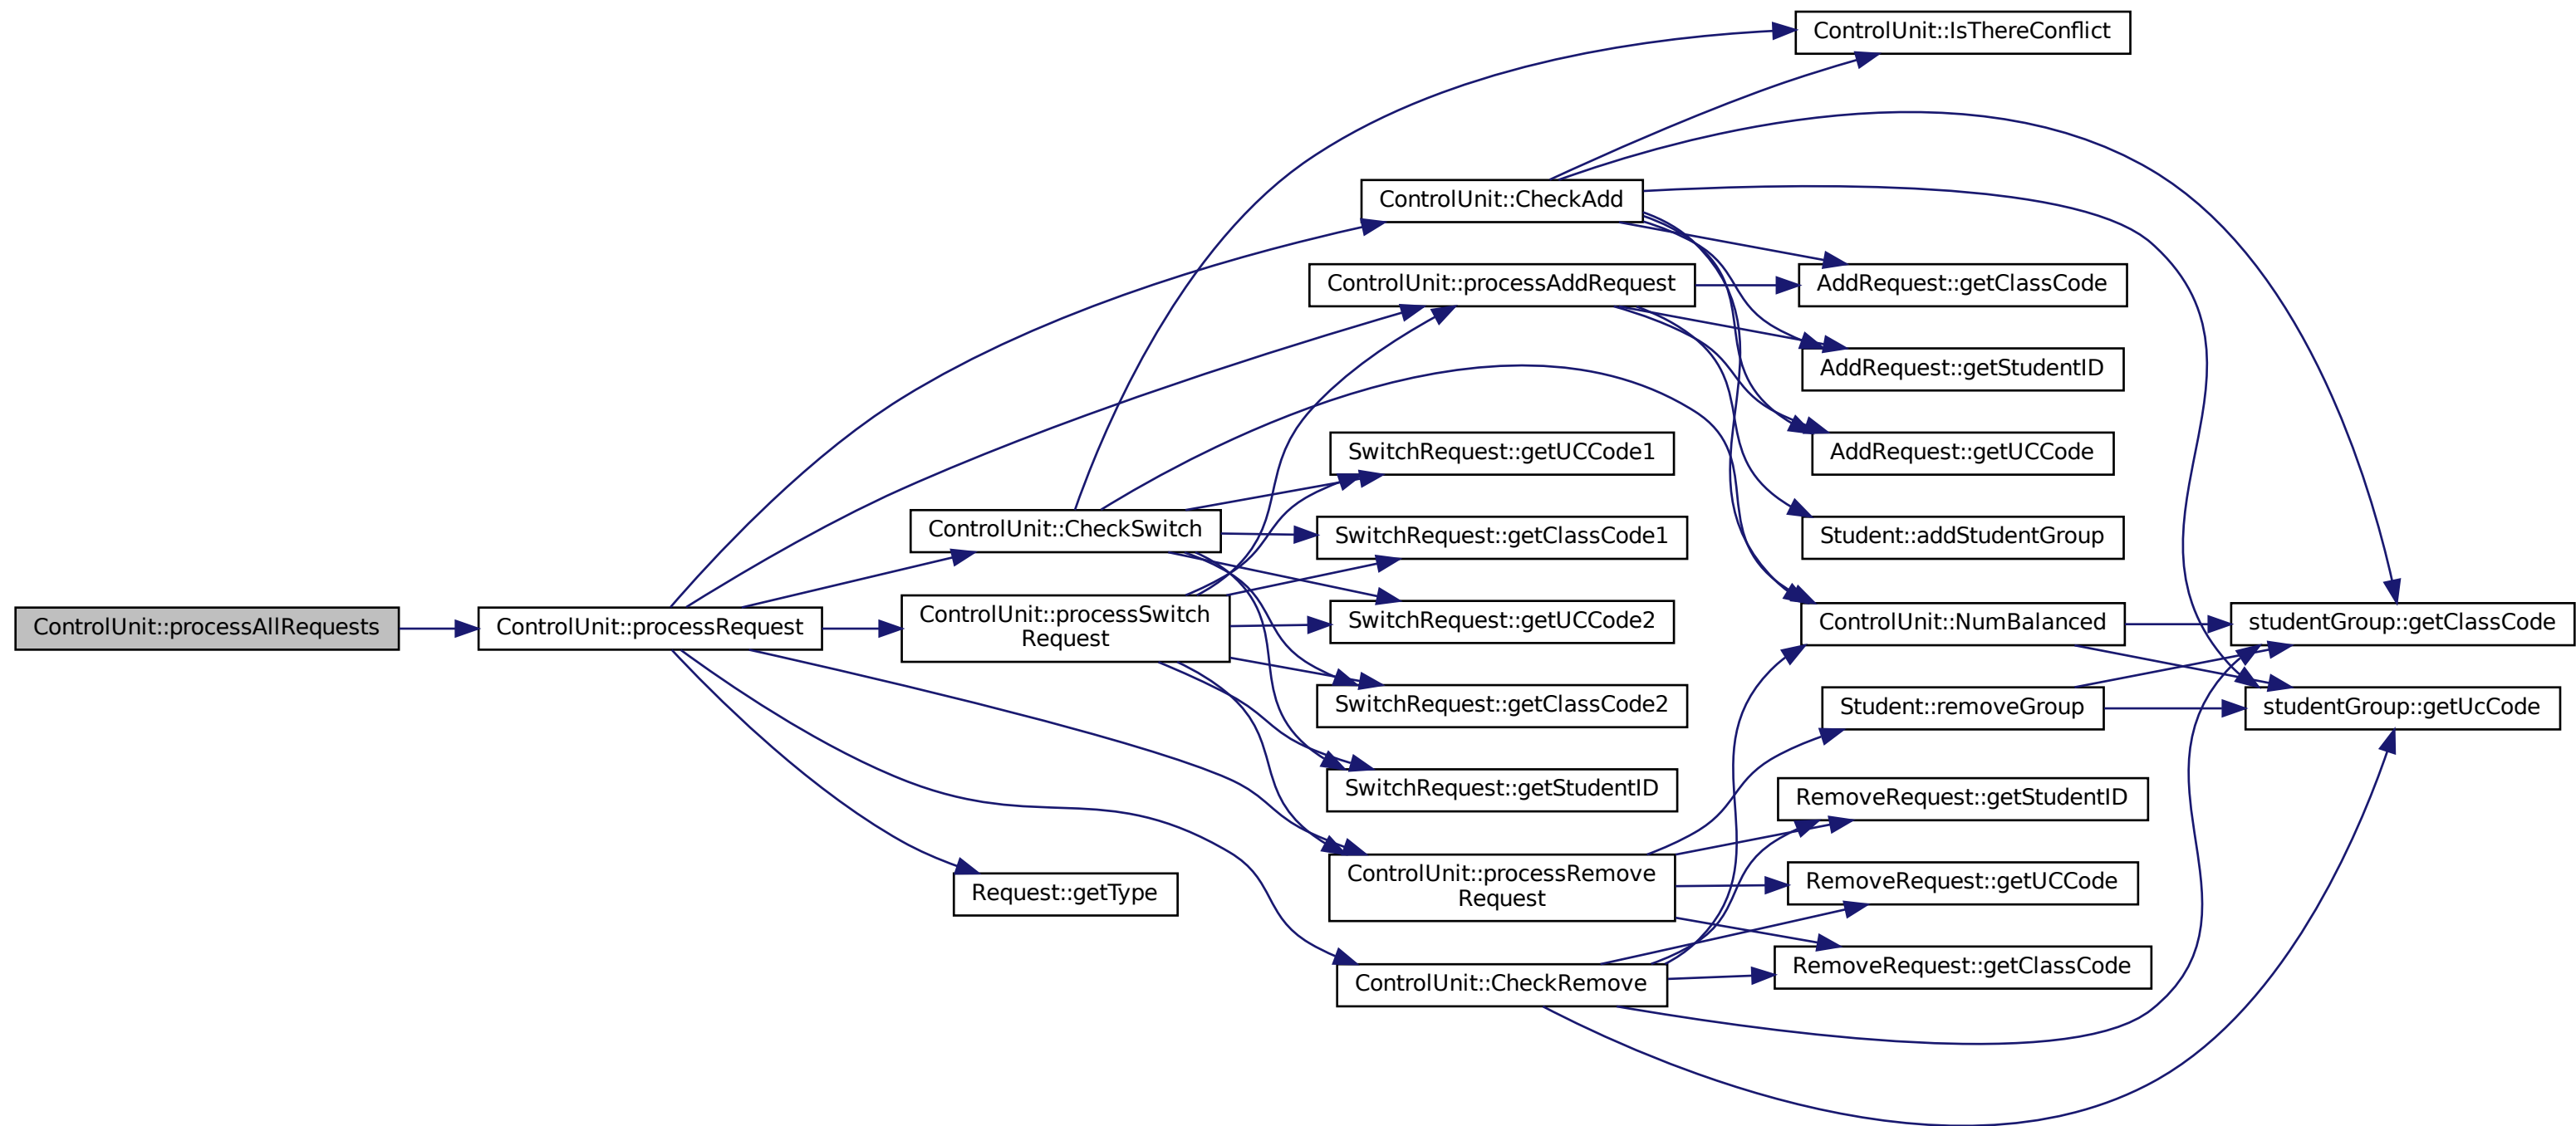 ControlUnit::processAllRequests
ControlUnit::processRequest
ControlUnit::CheckSwitch
ControlUnit::processSwitch
Request
Request::getType
ControlUnit::CheckAdd
ControlUnit::processAddRequest
SwitchRequest::getUCCode1
SwitchRequest::getClassCode1
SwitchRequest::getUCCode2
SwitchRequest::getClassCode2
SwitchRequest::getStudentID
ControlUnit::processRemove
Request
ControlUnit::CheckRemove
ControlUnit::IsThereConflict
AddRequest::getClassCode
AddRequest::getStudentID
AddRequest::getUCCode
Student::addStudentGroup
ControlUnit::NumBalanced
Student::removeGroup
RemoveRequest::getStudentID
RemoveRequest::getUCCode
RemoveRequest::getClassCode
studentGroup::getClassCode
studentGroup::getUcCode